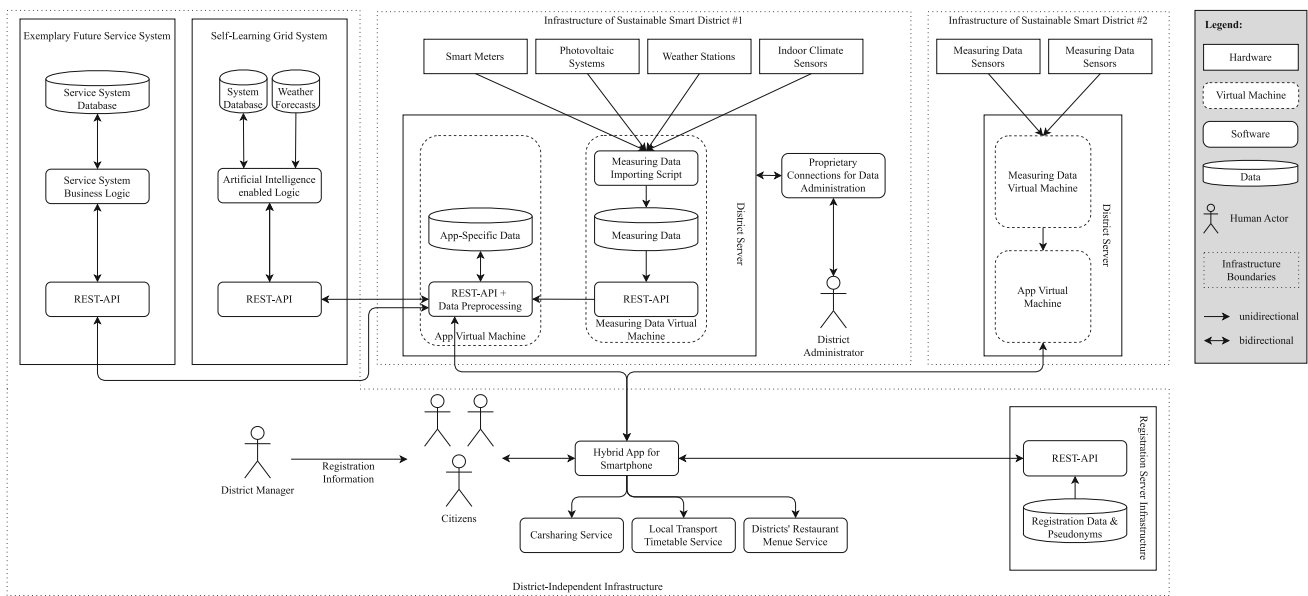 Exemplary Future Service System
Service System
Database
Service System
Business Logic
REST-API
Self-Learning Grid System
System
Database
Weather
Forecasts
Artificial Intelligence
enabled Logic
REST-API
Infrastructure of Sustainable Smart District #1
Smart Meters
Photovoltaic
Systems
Weather Stations
Indoor Climate
Sensors
App-Specific Data
REST-API +
Data Preprocessing
App Virtual Machine
Measuring Data
Importing Script
Measuring Data
REST-API
Measuring Data Virtual
Machine
District Server
Proprietary
Connections for Data
Administration
District
Administrator
Infrastructure of Sustainable Smart District #2
Measuring Data
Sensors
Measuring Data
Sensors
Measuring Data
Virtual Machine
App Virtual
Machine
District Server
Legend:
Hardware
Virtual Machine
Software
Data
Human Actor
Infrastructure
Boundaries
unidirectional
bidirectional
District Manager
Registration
Information
Citizens
Hybrid App for
Smartphone
Carsharing Service
Local Transport
Timetable Service
Districts' Restaurant
Menue Service
REST-API
Registration Data &
Pseudonyms
Registration Server Infrastructure
District-Independent Infrastructure